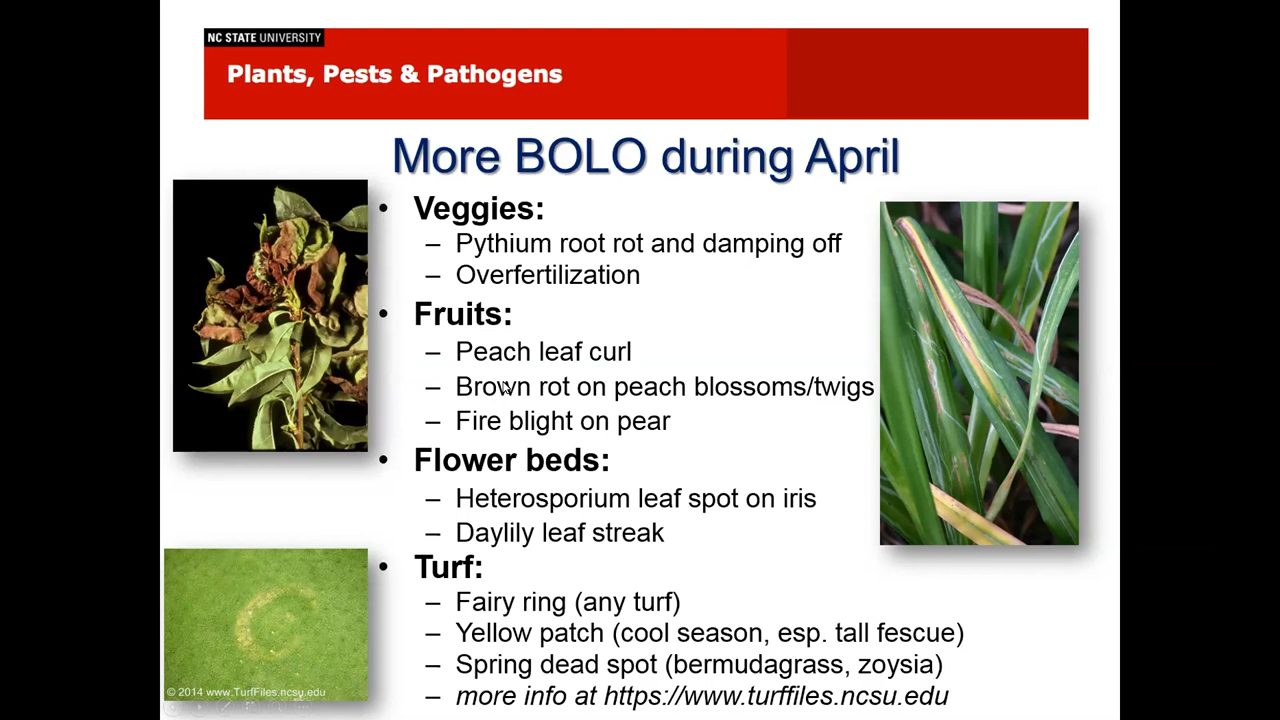 NC STATE UNIVERSITY
Plants, Pests & Pathogens
More BOLO during April
• Veggies:
– Pythium root rot and damping off
– Overfertilization
• Fruits:
– Peach leaf curl
– Brown rot on peach blossoms/twigs
– Fire blight on pear
• Flower beds:
– Heterosporium leaf spot on iris
– Daylily leaf streak
• Turf:
– Fairy ring (any turf)
– Yellow patch (cool season, esp. tall fescue)
– Spring dead spot (bermudagrass, zoysia)
– more info at https://www.turffiles.ncsu.edu
© 2014 www.TurfFiles.ncsu.edu